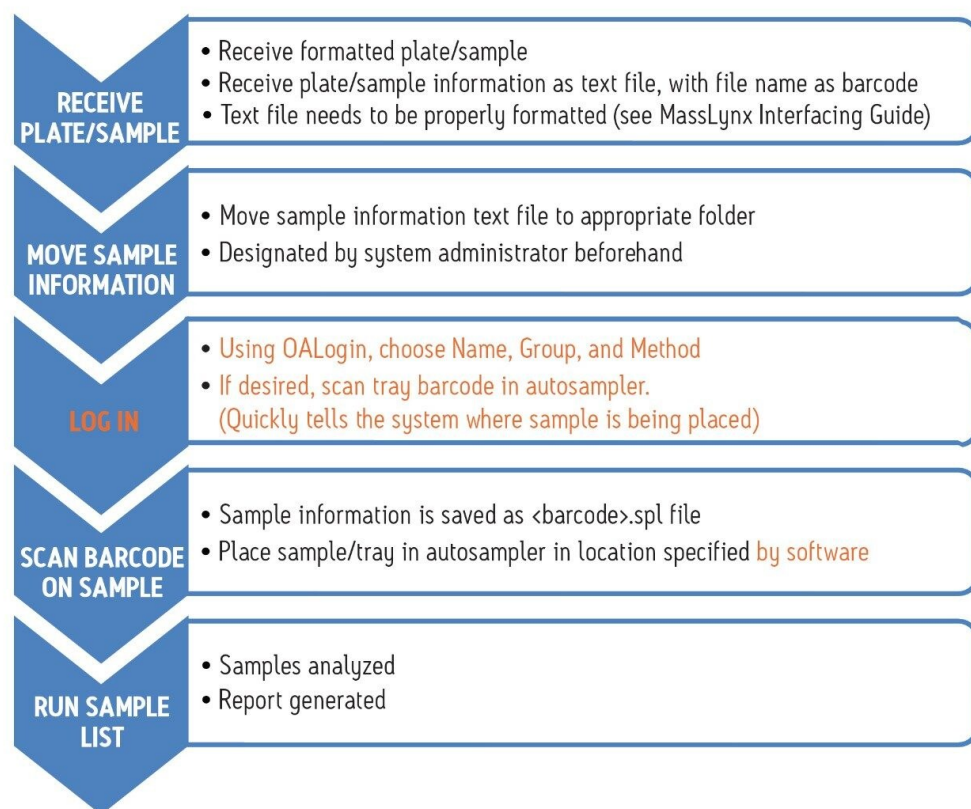 RECEIVE
PLATE/SAMPLE
• Receive formatted plate/sample
• Receive plate/sample information as text file, with file name as barcode
• Text file needs to be properly formatted (see MassLynx Interfacing Guide)
MOVE SAMPLE
INFORMATION
• Move sample information text file to appropriate folder
• Designated by system administrator beforehand
LOG IN
• Using OALogin, choose Name, Group, and Method
• If desired, scan tray barcode in autosampler.
(Quickly tells the system where sample is being placed)
SCAN BARCODE
ON SAMPLE
• Sample information is saved as <barcode>.spl file
• Place sample/tray in autosampler in location specified by software
RUN SAMPLE
LIST
• Samples analyzed
• Report generated